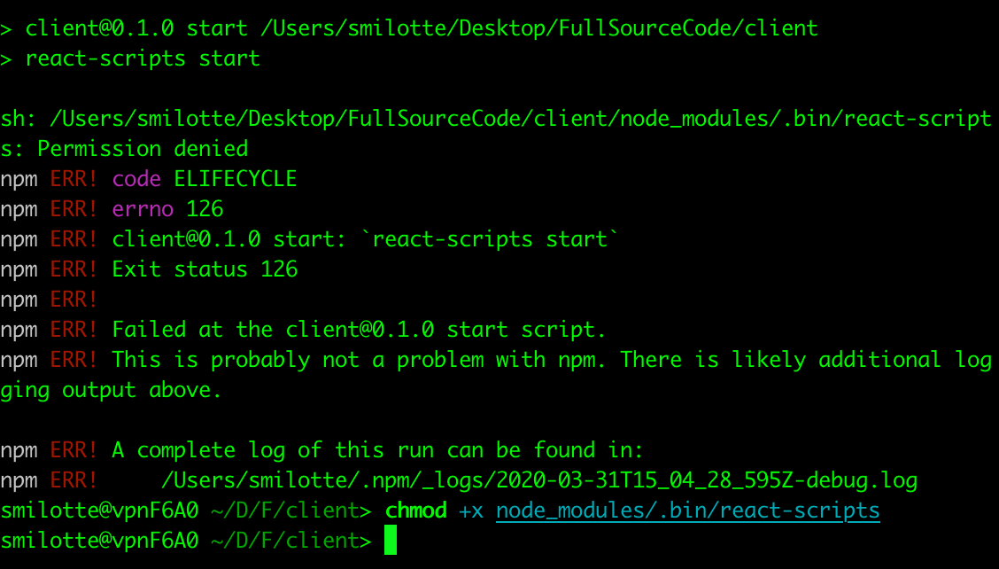 > client@0.1.0 start /Users/smilotte/Desktop/FullSourceCode/client
> react-scripts start
sh: /Users/smilotte/Desktop/FullSourceCode/client/node_modules/.bin/react-script
s: Permission denied
npm ERR! code ELIFECYCLE
npm ERR! errno 126
npm ERR! client@0.1.0 start: `react-scripts start`
npm ERR! Exit status 126
npm ERR!
npm ERR! Failed at the client@0.1.0 start script.
npm ERR! This is probably not a problem with npm. There is likely additional log
ging output above.
npm ERR! A complete log of this run can be found in:
npm ERR!     /Users/smilotte/.npm/_logs/2020-03-31T15_04_28_595Z-debug.log
smilotte@vpnF6A0 ~/D/F/client> chmod +x node_modules/.bin/react-scripts
smilotte@vpnF6A0 ~/D/F/client>